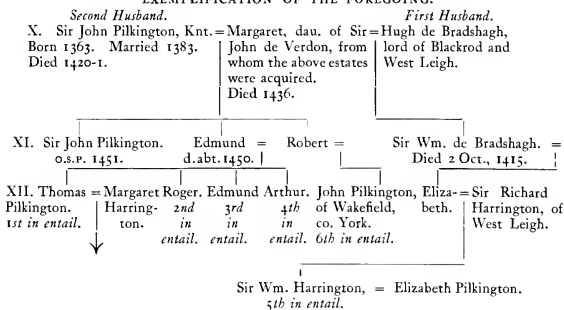 EXEMPLIFICATION OF THE FOREGOING.
Second Husband. First Husband.
X. Sir John Pilkington, Knt. = Margaret, dau. of Sir = Hugh de Bradshagh,
Born 1363. Married 1383. John de Verdon, from lord of Blackrod and
Died 1420-1. whom the above estates West Leigh.
were acquired.
Died 1436.
XI. Sir John Pilkington. Edmund = Robert = Sir Wm. de Bradshagh. =
o.s.p. 1451. d.abt. 1450. Died 2 Oct., 1415.
XII. Thomas = Margaret Roger. Edmund Arthur. John Pilkington, Eliza- = Sir Richard
Pilkington. Harring- 2nd 3rd 4th of Wakefield, beth. Harrington, of
1st in entail. ton. in in in co. York. West Leigh.
entail. entail. entail. 6th in entail.
Sir Wm. Harrington, = Elizabeth Pilkington.
5th in entail.